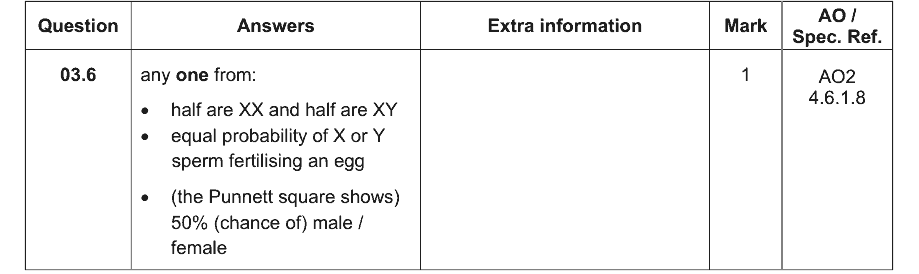 Question Answers Extra information Mark AO / Spec. Ref.
03.6 any one from: 1 AO2
4.6.1.8
• half are XX and half are XY
• equal probability of X or Y
sperm fertilising an egg
• (the Punnett square shows)
50% (chance of) male /
female